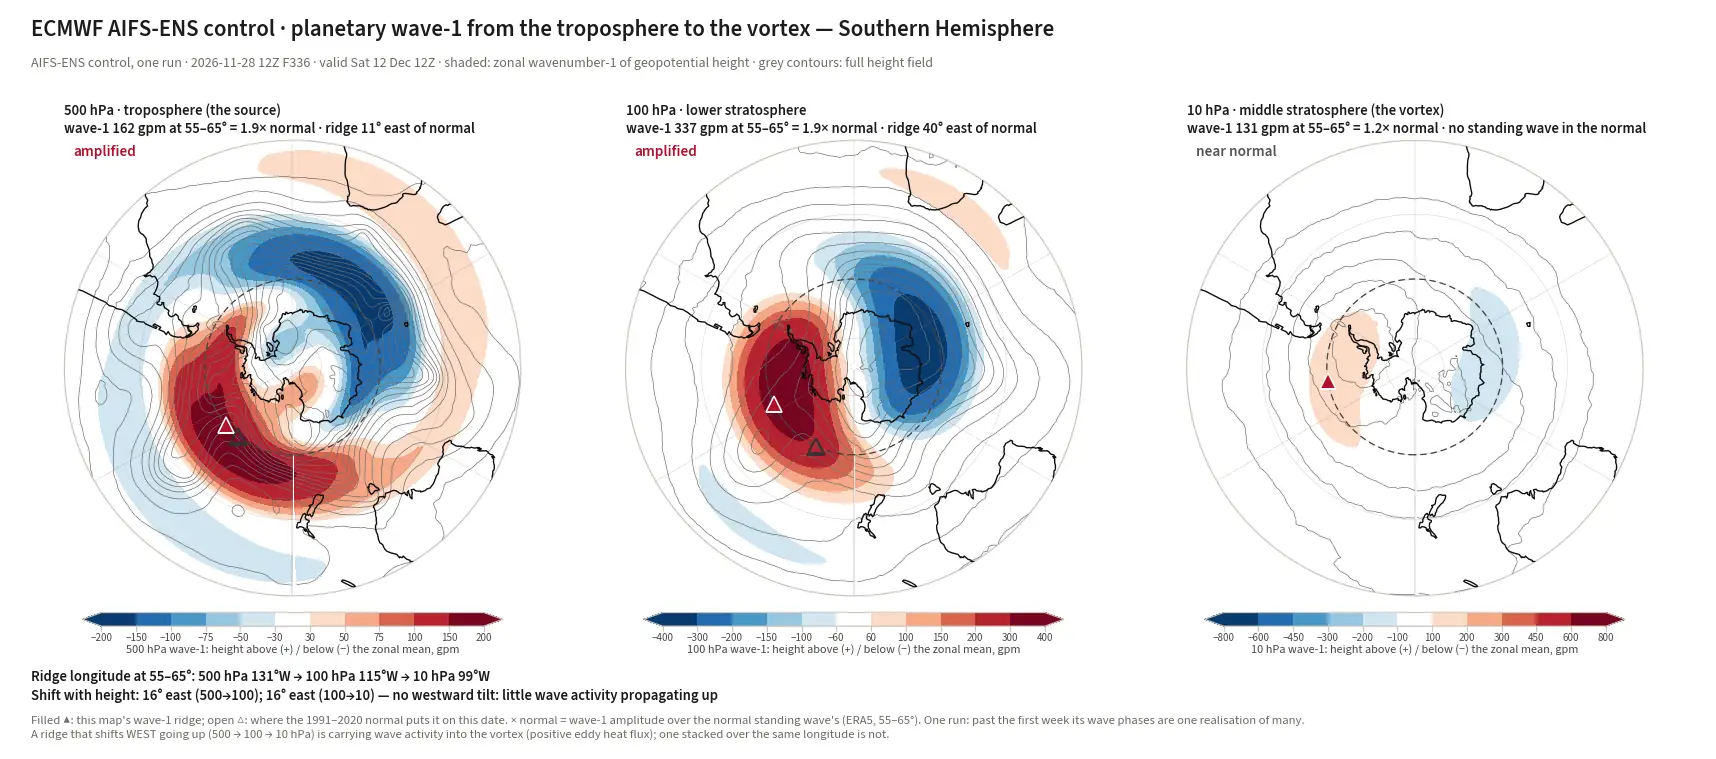 ECMWF AIFS-ENS control · planetary wave-1 from the troposphere to the vortex — Southern Hemisphere
AIFS-ENS control, one run · 2026-11-28 12Z F336 · valid Sat 12 Dec 12Z · shaded: zonal wavenumber-1 of geopotential height · grey contours: full height field
500 hPa · troposphere (the source)
wave-1 162 gpm at 55–65° = 1.9× normal · ridge 11° east of normal
amplified
100 hPa · lower stratosphere
wave-1 337 gpm at 55–65° = 1.9× normal · ridge 40° east of normal
amplified
10 hPa · middle stratosphere (the vortex)
wave-1 131 gpm at 55–65° = 1.2× normal · no standing wave in the normal
near normal
−200 −150 −100 −75 −50 −30 30 50 75 100 150 200
500 hPa wave-1: height above (+) / below (−) the zonal mean, gpm
−400 −300 −200 −150 −100 −60 60 100 150 200 300 400
100 hPa wave-1: height above (+) / below (−) the zonal mean, gpm
−800 −600 −450 −300 −200 −100 100 200 300 450 600 800
10 hPa wave-1: height above (+) / below (−) the zonal mean, gpm
Ridge longitude at 55–65°: 500 hPa 131°W → 100 hPa 115°W → 10 hPa 99°W
Shift with height: 16° east (500→100); 16° east (100→10) — no westward tilt: little wave activity propagating up
Filled ▲: this map's wave-1 ridge; open △: where the 1991–2020 normal puts it on this date. × normal = wave-1 amplitude over the normal standing wave's (ERA5, 55–65°). One run: past the first week its wave phases are one realisation of many.
A ridge that shifts WEST going up (500 → 100 → 10 hPa) is carrying wave activity into the vortex (positive eddy heat flux); one stacked over the same longitude is not.